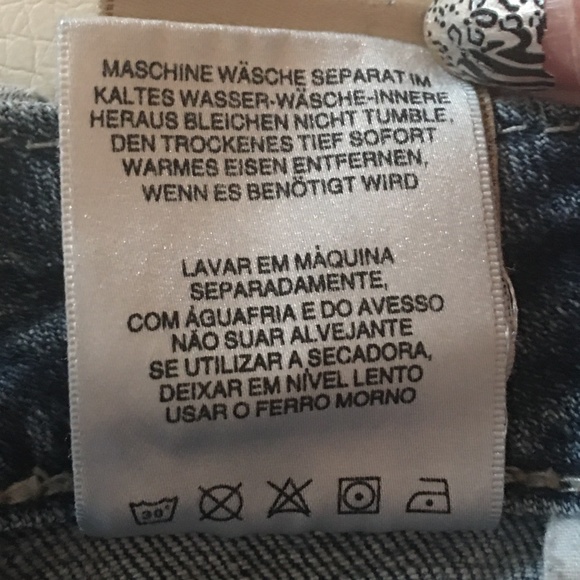 MASCHINE WÄSCHE SEPARAT IM
KALTES WASSER-WÄSCHE-INNERE
HERAUS BLEICHEN NICHT TUMBLE.
DEN TROCKENES TIEF SOFORT
WARMES EISEN ENTFERNEN,
WENN ES BENÖTIGT WIRD
LAVAR EM MÀQUINA
SEPARADAMENTE,
COM ÁGUAFRIA E DO AVESSO
NÃO SUAR ALVEJANTE
SE UTILIZAR A SECADORA,
DEIXAR EM NÍVEL LENTO
USAR O FERRO MORNO
30°